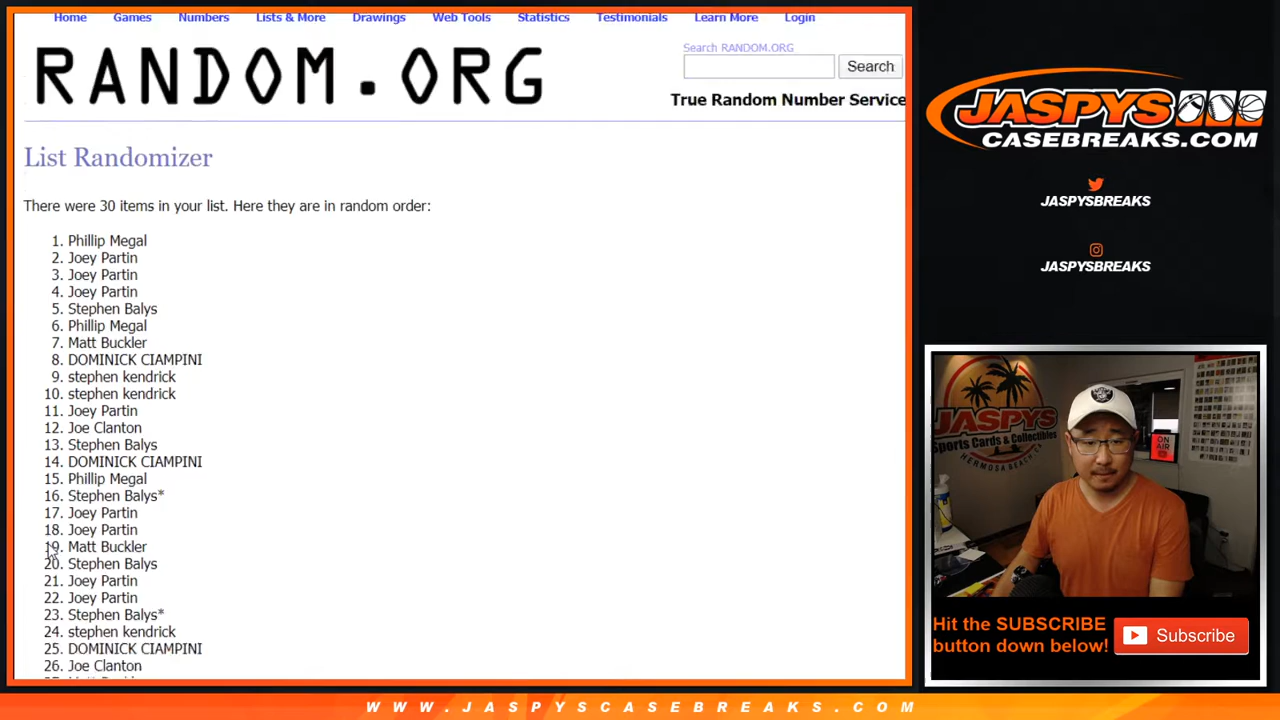 Home Games Numbers Lists & More Drawings Web Tools Statistics Testimonials Learn More Login
RANDOM.ORG
Search RANDOM.ORG
Search
True Random Number Service
List Randomizer
There were 30 items in your list. Here they are in random order:
1. Phillip Megal
2. Joey Partin
3. Joey Partin
4. Joey Partin
5. Stephen Balys
6. Phillip Megal
7. Matt Buckler
8. DOMINICK CIAMPINI
9. stephen kendrick
10. stephen kendrick
11. Joey Partin
12. Joe Clanton
13. Stephen Balys
14. DOMINICK CIAMPINI
15. Phillip Megal
16. Stephen Balys*
17. Joey Partin
18. Joey Partin
19. Matt Buckler
20. Stephen Balys
21. Joey Partin
22. Joey Partin
23. Stephen Balys*
24. stephen kendrick
25. DOMINICK CIAMPINI
26. Joe Clanton
JASPYS
CASEBREAKS.COM
JASPYSBREAKS
JASPYSBREAKS
JASPYS
Sports Cards & Collectibles
HERMOSA BEACH, CA
ON AIR
Hit the SUBSCRIBE
button down below!
Subscribe
WWW.JASPYSCASEBREAKS.COM